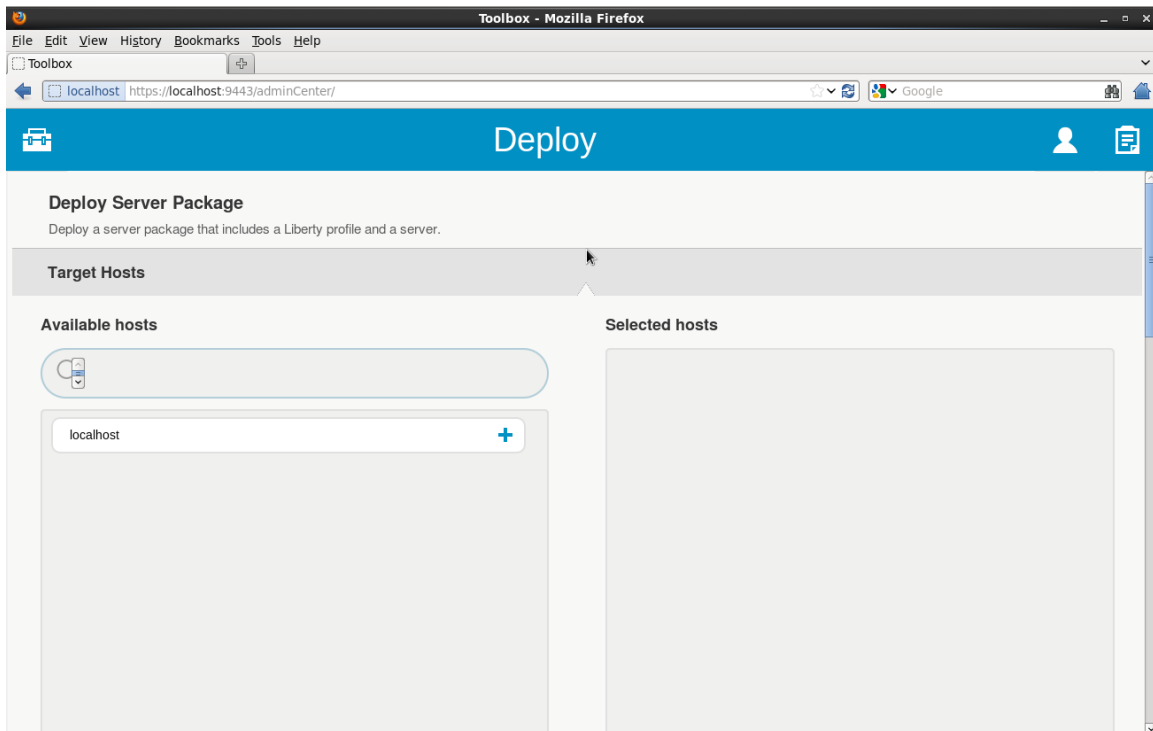 Toolbox - Mozilla Firefox
File Edit View History Bookmarks Tools Help
Toolbox
localhost https://localhost:9443/adminCenter/ Google
Deploy
Deploy Server Package
Deploy a server package that includes a Liberty profile and a server.
Target Hosts
Available hosts
Selected hosts
localhost